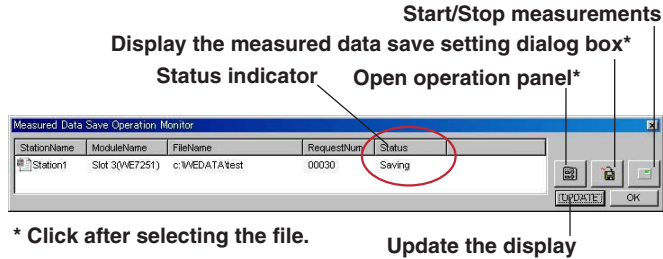 Start/Stop measurements
Display the measured data save setting dialog box*
Status indicator
Open operation panel*
Measured Data Save Operation Monitor
StationName ModuleName FileName RequestNum Status
Station1 Slot 3(WE7251) c:\WEDATA\test 00030 Saving
UPDATE OK
* Click after selecting the file.
Update the display